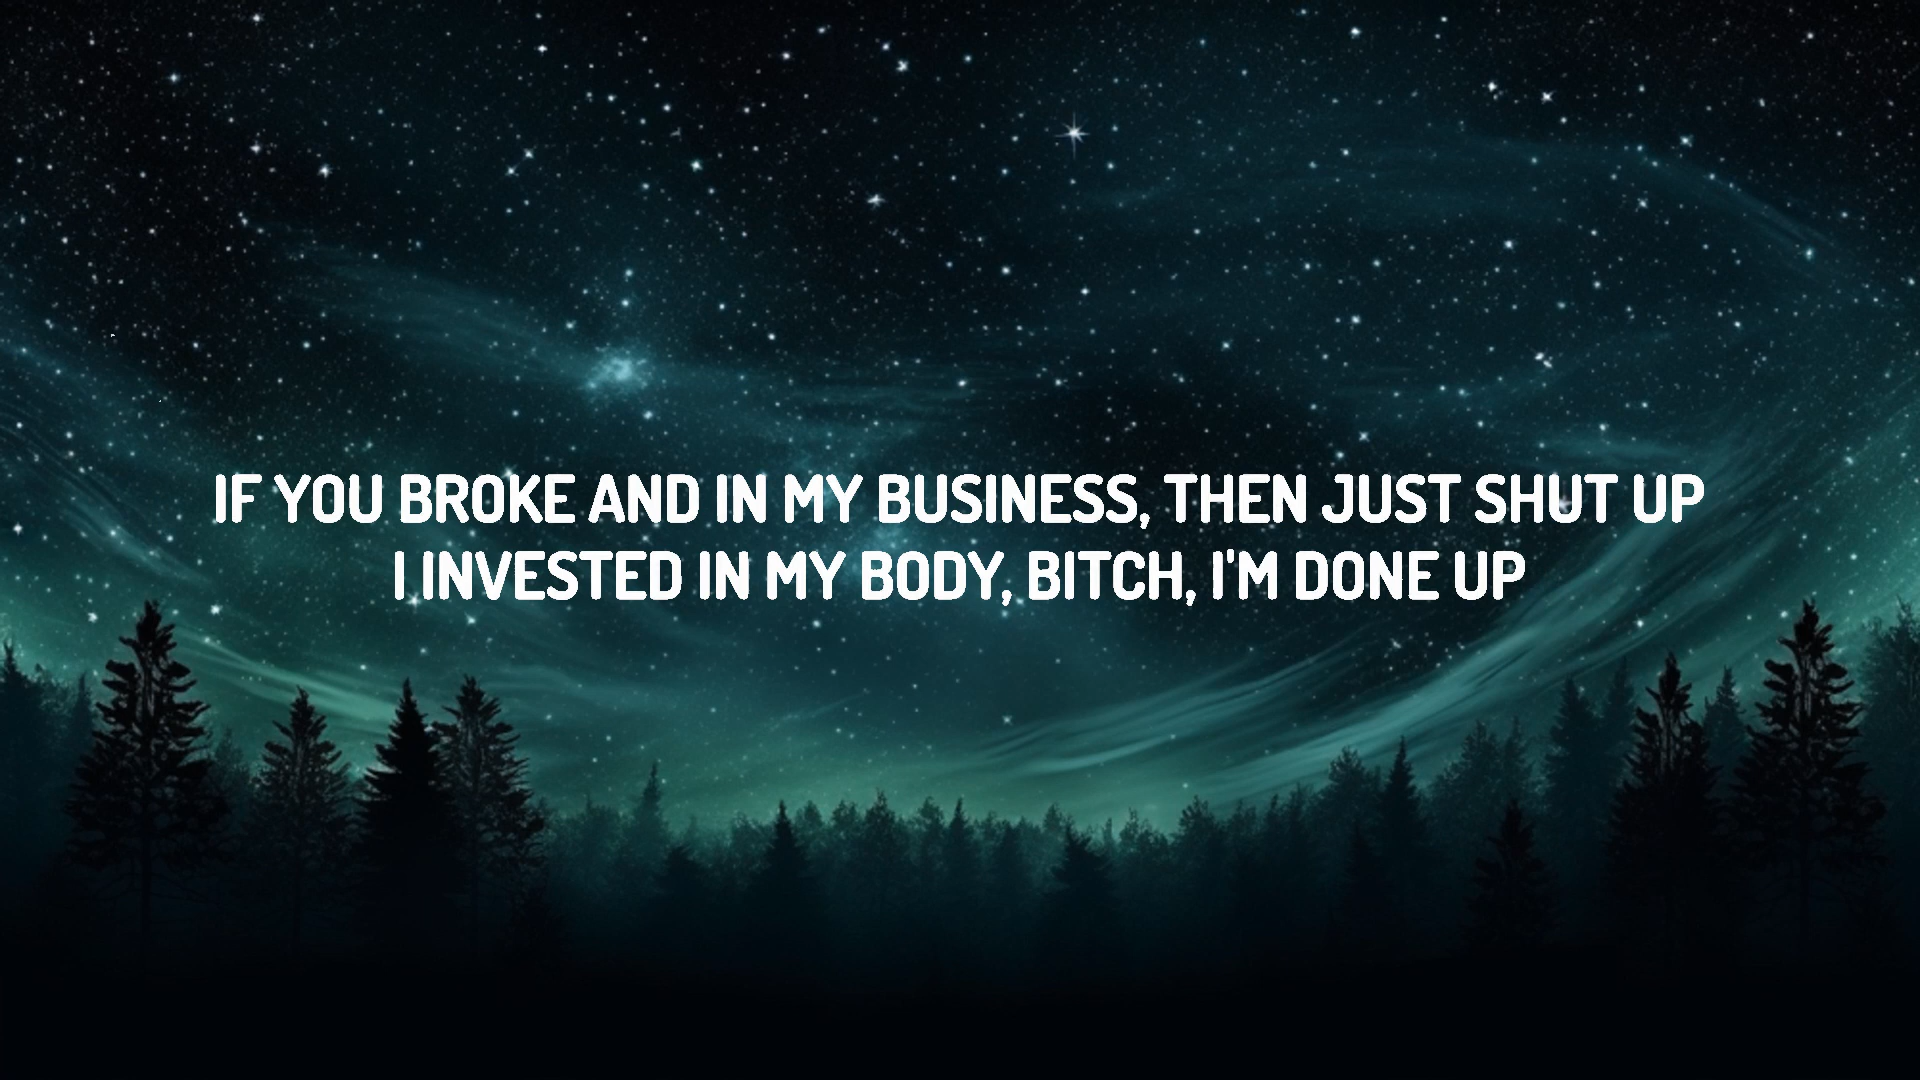 IF YOU BROKE AND IN MY BUSINESS, THEN JUST SHUT UP
I INVESTED IN MY BODY, BITCH, I'M DONE UP